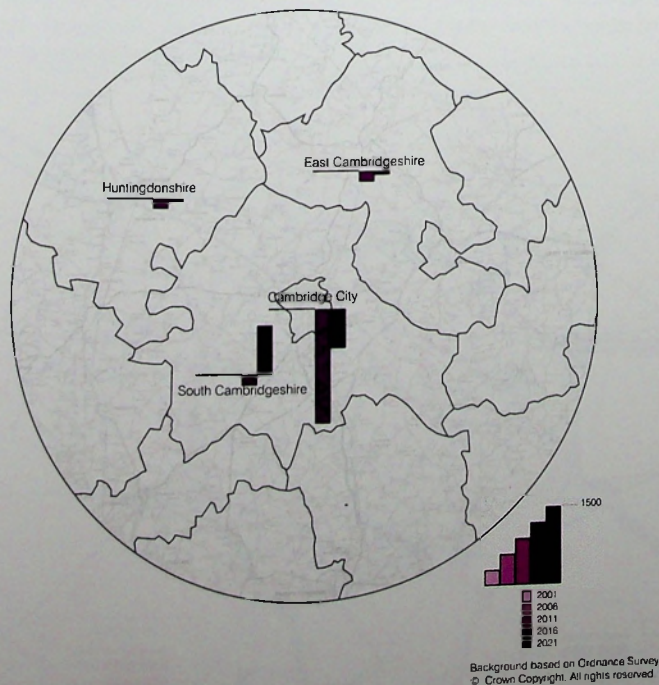 East Cambridgeshire
Huntingdonshire
Cambridge City
South Cambridgeshire
1500
2001
2006
2011
2016
2021
Background based on Ordnance Survey
© Crown Copyright. All rights reserved